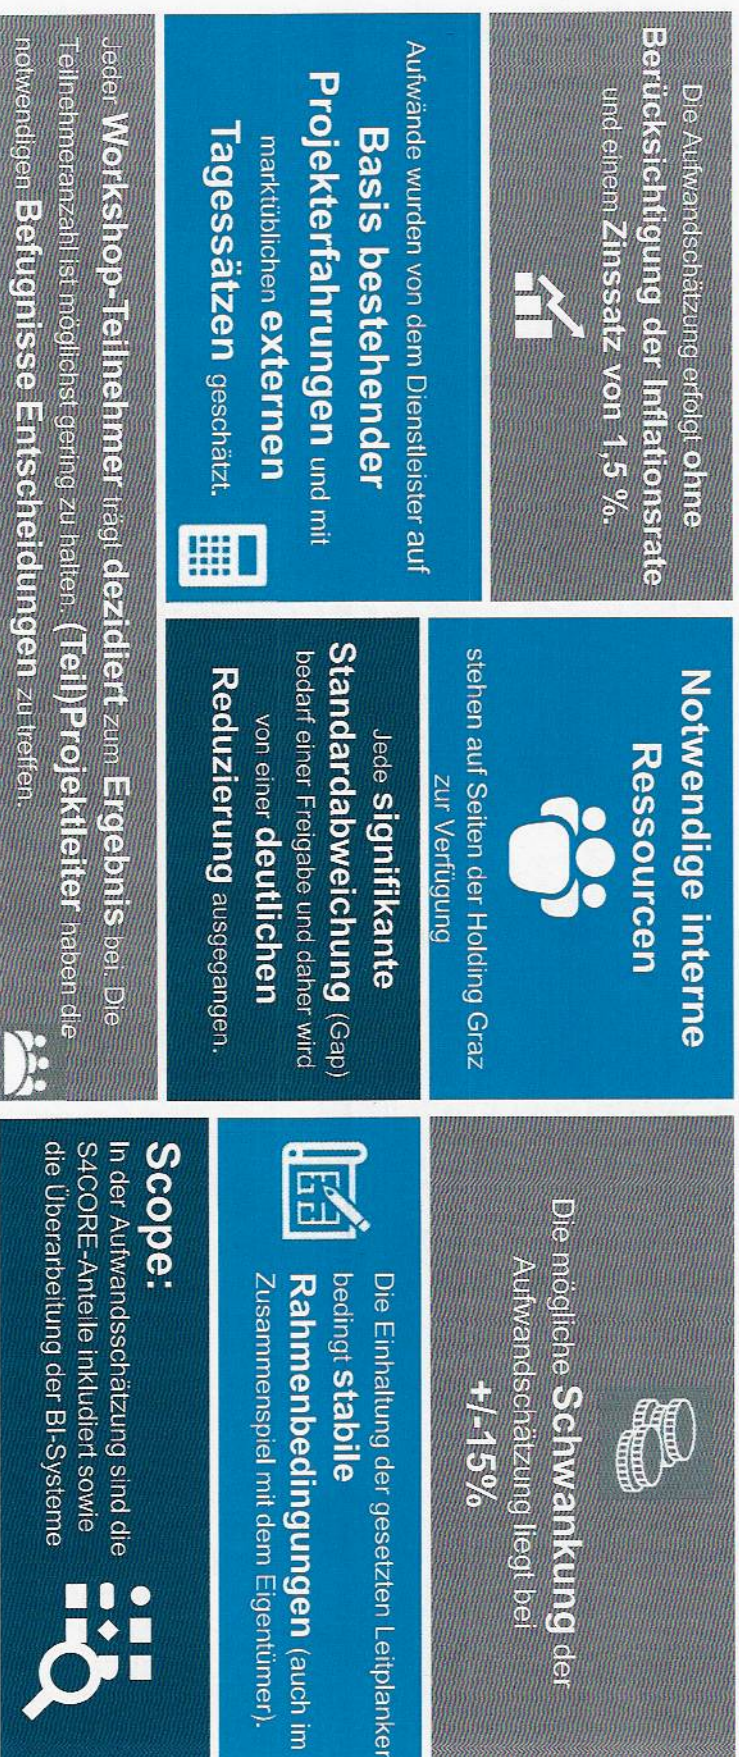 Die Aufwandschätzung erfolgt ohne
Berücksichtigung der Inflationsrate
und einem Zinssatz von 1,5 %.
Aufwände wurden von dem Dienstleister auf
Basis bestehender
Projekterfahrungen und mit
marktüblichen externen
Tagessätzen geschätzt.
Notwendige interne
Ressourcen
stehen auf Seiten der Holding Graz
zur Verfügung
Jede signifikante
Standardabweichung (Gap)
bedarf einer Freigabe und daher wird
von einer deutlichen
Reduzierung ausgegangen.
Jeder Workshop-Teilnehmer trägt dezidiert zum Ergebnis bei. Die
Teilnehmeranzahl ist möglichst gering zu halten. (Teil)Projektleiter haben die
notwendigen Befugnisse Entscheidungen zu treffen.
Die mögliche Schwankung der
Aufwandschätzung liegt bei
+/-15%
Die Einhaltung der gesetzten Leitplanken
bedingt stabile
Rahmenbedingungen (auch im
Zusammenspiel mit dem Eigentümer).
Scope:
In der Aufwandsschätzung sind die
S4CORE-Anteile inkludiert sowie
die Überarbeitung der BI-Systeme